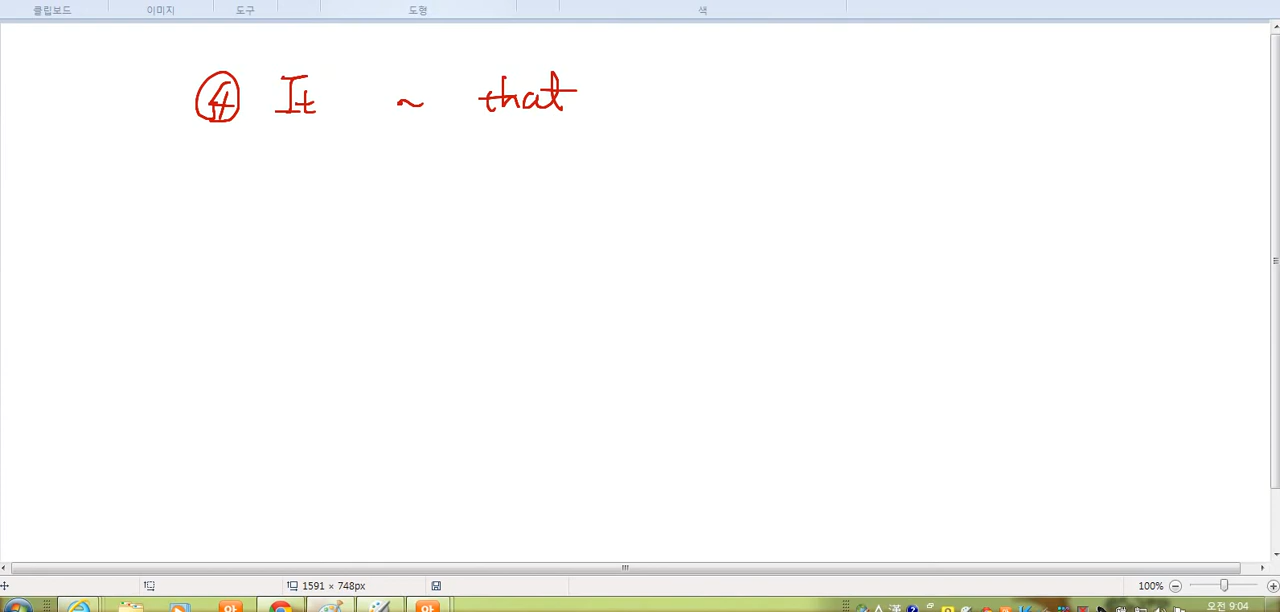 클립보드 이미지 도구 도형 색
④ It ~ that
1591 × 748px 100%
오전 9:04